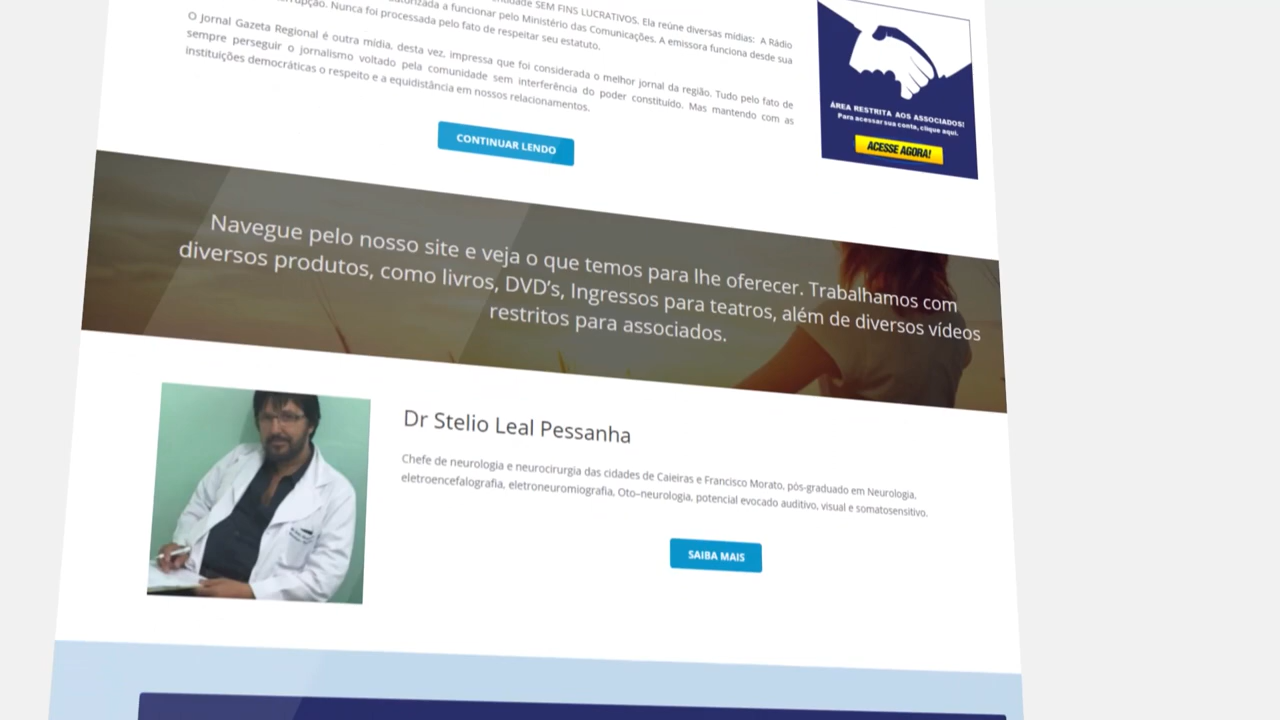 SEM FINS LUCRATIVOS. Ela reúne diversas mídias: A Rádio
a funcionar pelo Ministério das Comunicações. A emissora funciona desde sua
Nunca foi processada pelo fato de respeitar seu estatuto.
O Jornal Gazeta Regional é outra mídia, desta vez, impressa que foi considerada o melhor jornal da região. Tudo pelo fato de
sempre perseguir o jornalismo voltado pela comunidade sem interferência do poder constituído. Mas mantendo com as
instituições democráticas o respeito e a equidistância em nossos relacionamentos.
CONTINUAR LENDO
ÁREA RESTRITA AOS ASSOCIADOS!
Para acessar sua conta, clique aqui.
ACESSE AGORA!
Navegue pelo nosso site e veja o que temos para lhe oferecer. Trabalhamos com
diversos produtos, como livros, DVD's, Ingressos para teatros, além de diversos vídeos
restritos para associados.
Dr Stelio Leal Pessanha
Chefe de neurologia e neurocirurgia das cidades de Caieiras e Francisco Morato, pós-graduado em Neurologia,
eletroencefalografia, eletroneuromiografia, Oto–neurologia, potencial evocado auditivo, visual e somatosensitivo.
SAIBA MAIS